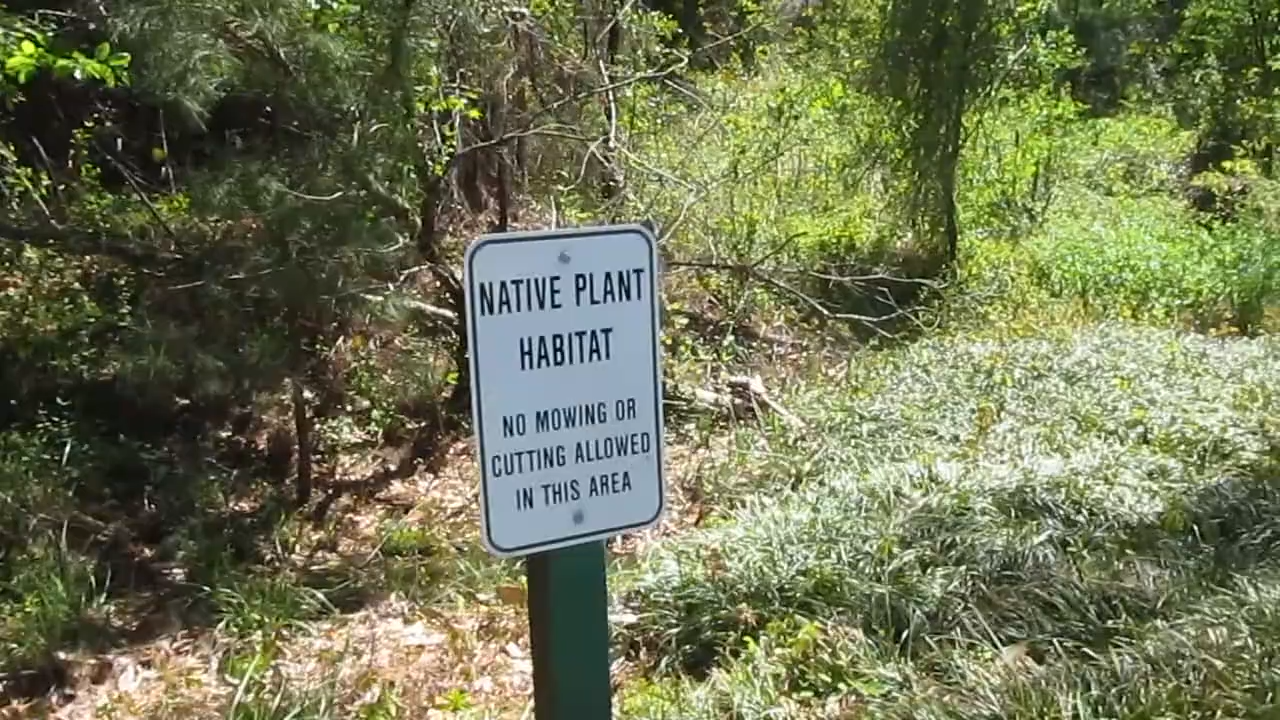 NATIVE PLANT
HABITAT
NO MOWING OR
CUTTING ALLOWED
IN THIS AREA